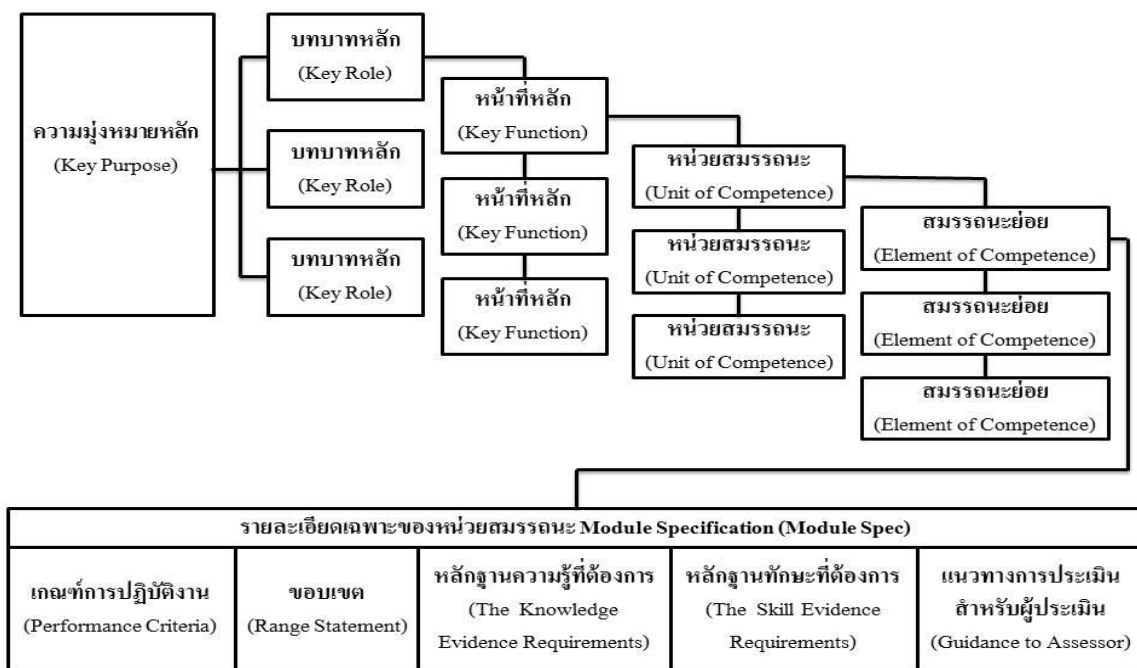 ความมุ่งหมายหลัก
(Key Purpose)
บทบาทหลัก
(Key Role)
บทบาทหลัก
(Key Role)
บทบาทหลัก
(Key Role)
หน้าที่หลัก
(Key Function)
หน้าที่หลัก
(Key Function)
หน้าที่หลัก
(Key Function)
หน่วยสมรรถนะ
(Unit of Competence)
หน่วยสมรรถนะ
(Unit of Competence)
หน่วยสมรรถนะ
(Unit of Competence)
สมรรถนะย่อย
(Element of Competence)
สมรรถนะย่อย
(Element of Competence)
สมรรถนะย่อย
(Element of Competence)
รายละเอียดเฉพาะของหน่วยสมรรถนะ Module Specification (Module Spec)
เกณฑ์การปฏิบัติงาน
(Performance Criteria)
ขอบเขต
(Range Statement)
หลักฐานความรู้ที่ต้องการ
(The Knowledge
Evidence Requirements)
หลักฐานทักษะที่ต้องการ
(The Skill Evidence
Requirements)
แนวทางการประเมิน
สำหรับผู้ประเมิน
(Guidance to Assessor)